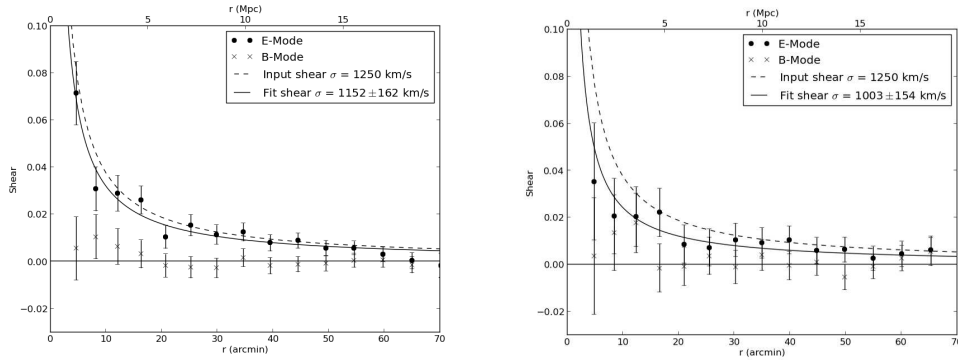 r (Mpc)
0 5 10 15
0.10
0.08
0.06
0.04
0.02
0.00
−0.02
Shear
E-Mode
B-Mode
Input shear σ = 1250 km/s
Fit shear σ = 1152 ±162 km/s
0 10 20 30 40 50 60 70
r (arcmin)
r (Mpc)
0 5 10 15
0.10
0.08
0.06
0.04
0.02
0.00
−0.02
Shear
E-Mode
B-Mode
Input shear σ = 1250 km/s
Fit shear σ = 1003 ±154 km/s
0 10 20 30 40 50 60 70
r (arcmin)